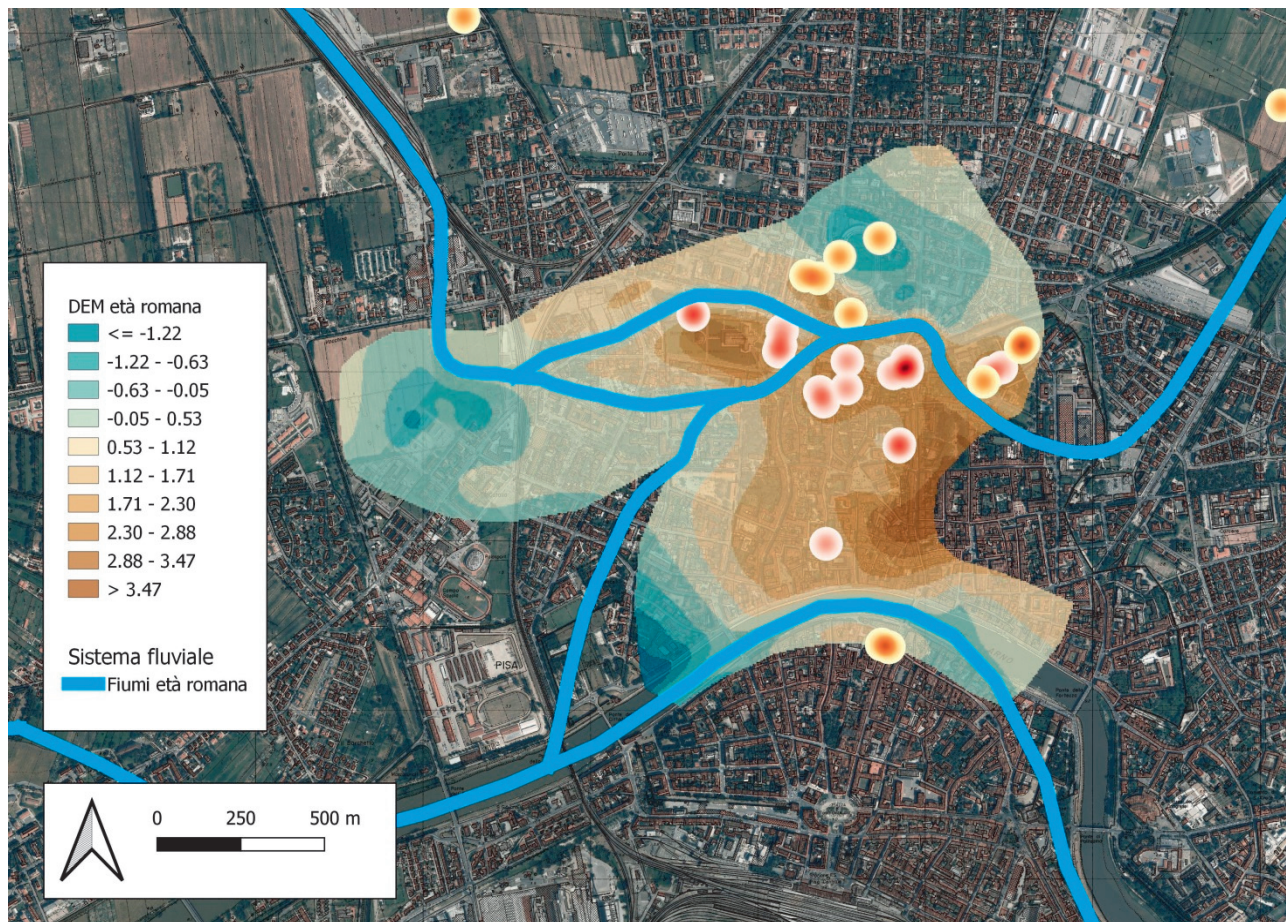 DEM età romana
<= -1.22
-1.22 - -0.63
-0.63 - -0.05
-0.05 - 0.53
0.53 - 1.12
1.12 - 1.71
1.71 - 2.30
2.30 - 2.88
2.88 - 3.47
> 3.47
Sistema fluviale
Fiumi età romana
0 250 500 m
PISA